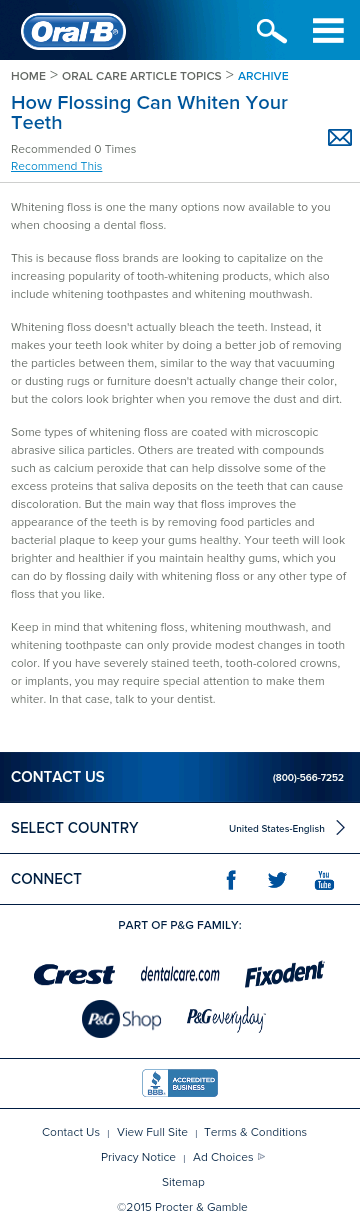 Oral-B®
HOME > ORAL CARE ARTICLE TOPICS > ARCHIVE
How Flossing Can Whiten Your
Teeth
Recommended 0 Times
Recommend This
Whitening floss is one the many options now available to you
when choosing a dental floss.
This is because floss brands are looking to capitalize on the
increasing popularity of tooth-whitening products, which also
include whitening toothpastes and whitening mouthwash.
Whitening floss doesn't actually bleach the teeth. Instead, it
makes your teeth look whiter by doing a better job of removing
the particles between them, similar to the way that vacuuming
or dusting rugs or furniture doesn't actually change their color,
but the colors look brighter when you remove the dust and dirt.
Some types of whitening floss are coated with microscopic
abrasive silica particles. Others are treated with compounds
such as calcium peroxide that can help dissolve some of the
excess proteins that saliva deposits on the teeth that can cause
discoloration. But the main way that floss improves the
appearance of the teeth is by removing food particles and
bacterial plaque to keep your gums healthy. Your teeth will look
brighter and healthier if you maintain healthy gums, which you
can do by flossing daily with whitening floss or any other type of
floss that you like.
Keep in mind that whitening floss, whitening mouthwash, and
whitening toothpaste can only provide modest changes in tooth
color. If you have severely stained teeth, tooth-colored crowns,
or implants, you may require special attention to make them
whiter. In that case, talk to your dentist.
CONTACT US (800)-566-7252
SELECT COUNTRY United States-English
CONNECT f You Tube
PART OF P&G FAMILY:
Crest dentalcare.com Fixodent
P&G Shop P&G everyday
BBB ACCREDITED BUSINESS
Contact Us | View Full Site | Terms & Conditions
Privacy Notice | Ad Choices
Sitemap
©2015 Procter & Gamble